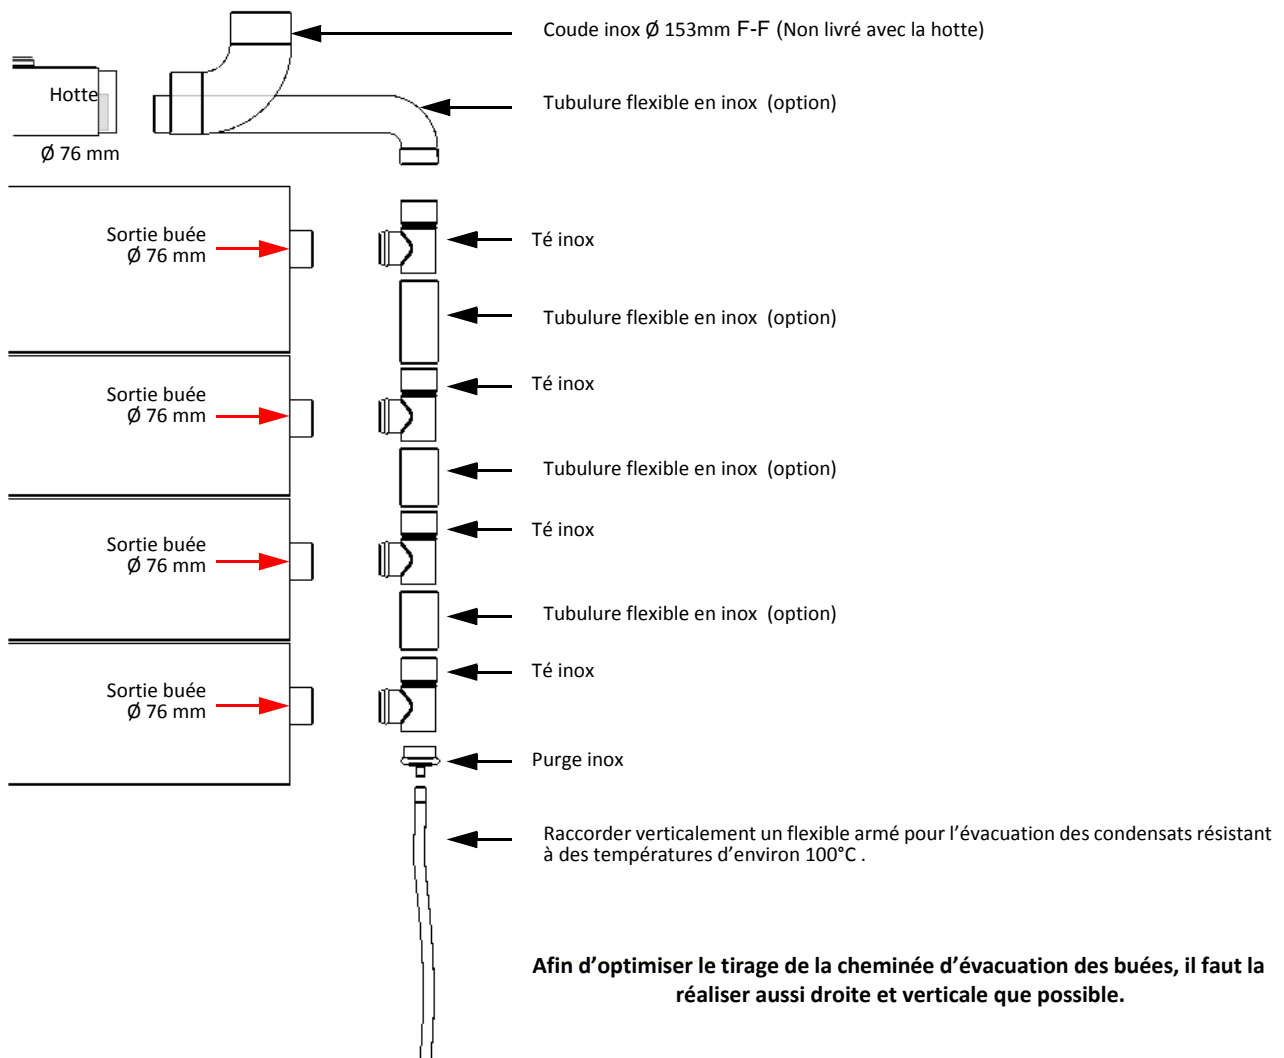 Coude inox Ø 153mm F-F (Non livré avec la hotte)
Hotte
Tubulure flexible en inox (option)
Ø 76 mm
Sortie buée
Ø 76 mm
Té inox
Tubulure flexible en inox (option)
Té inox
Sortie buée
Ø 76 mm
Tubulure flexible en inox (option)
Té inox
Sortie buée
Ø 76 mm
Tubulure flexible en inox (option)
Té inox
Sortie buée
Ø 76 mm
Purge inox
Raccorder verticalement un flexible armé pour l’évacuation des condensats résistant
à des températures d’environ 100°C .
Afin d’optimiser le tirage de la cheminée d’évacuation des buées, il faut la
réaliser aussi droite et verticale que possible.